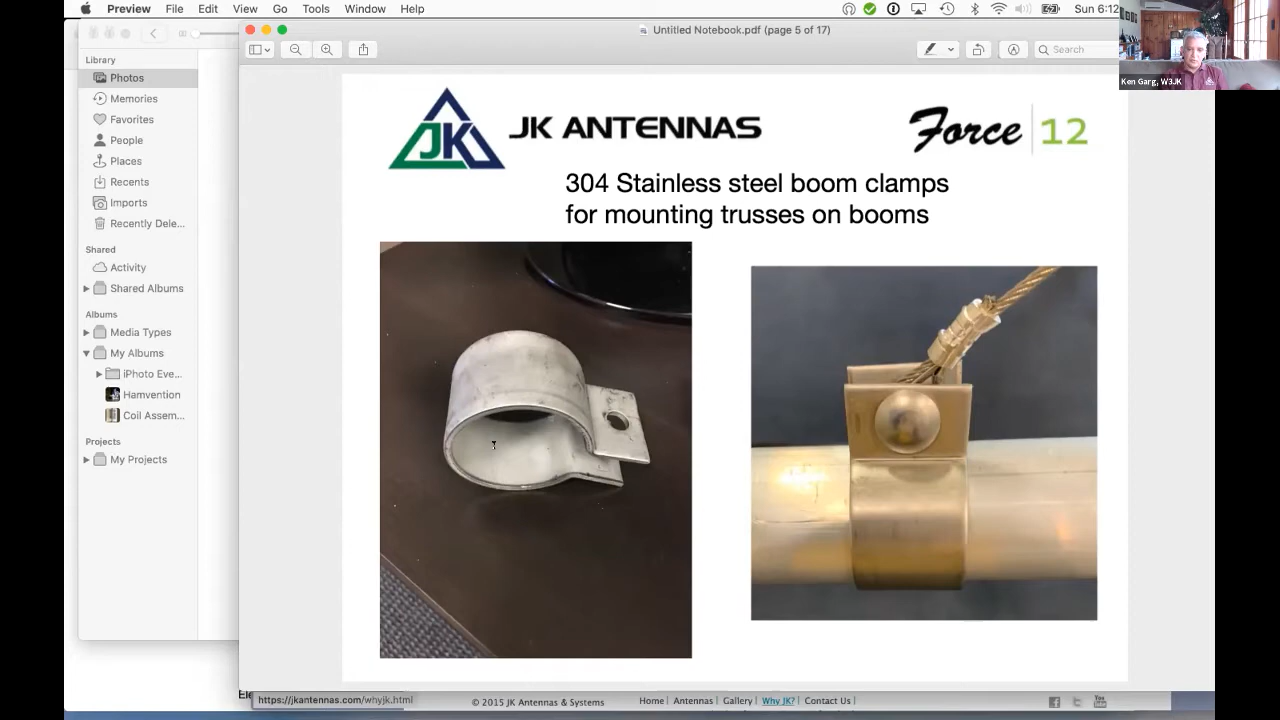 Preview File Edit View Go Tools Window Help
Sun 6:12
Untitled Notebook.pdf (page 5 of 17)
Search
Ken Garg, W3JK
Library
Photos
Memories
Favorites
People
Places
Recents
Imports
Recently Dele...
Shared
Activity
Shared Albums
Albums
Media Types
My Albums
iPhoto Eve...
Hamvention
Coil Assem...
Projects
My Projects
JK JK ANTENNAS
Force 12
304 Stainless steel boom clamps
for mounting trusses on booms
Ele
https://jkantennas.com/whyjk.html
© 2015 JK Antennas & Systems
Home | Antennas | Gallery | Why JK? | Contact Us |
You
Tube